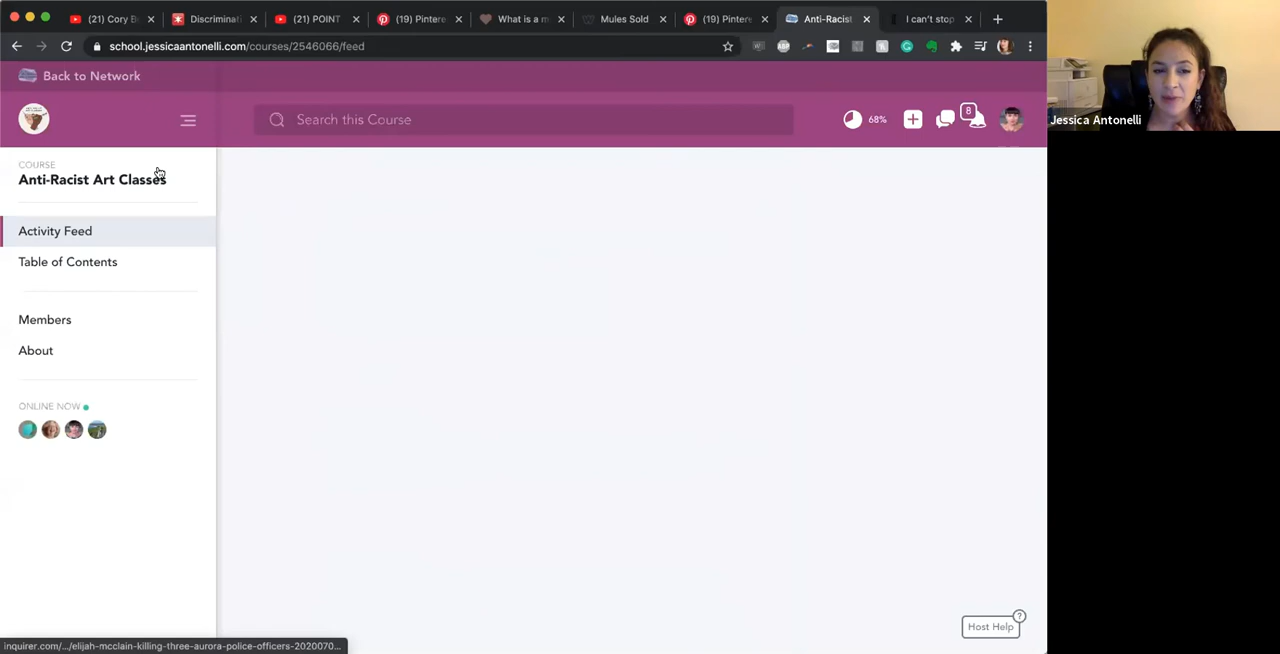 (21) Cory B
Discriminati
(21) POINT
(19) Pintere
What is a m
Mules Sold
(19) Pintere
Anti-Racist
I can't stop
school.jessicaantonelli.com/courses/2546066/feed
Back to Network
Search this Course
68%
8
Jessica Antonelli
COURSE
Anti-Racist Art Classes
Activity Feed
Table of Contents
Members
About
ONLINE NOW
Host Help
?
inquirer.com/.../elijah-mcclain-killing-three-aurora-police-officers-2020070...